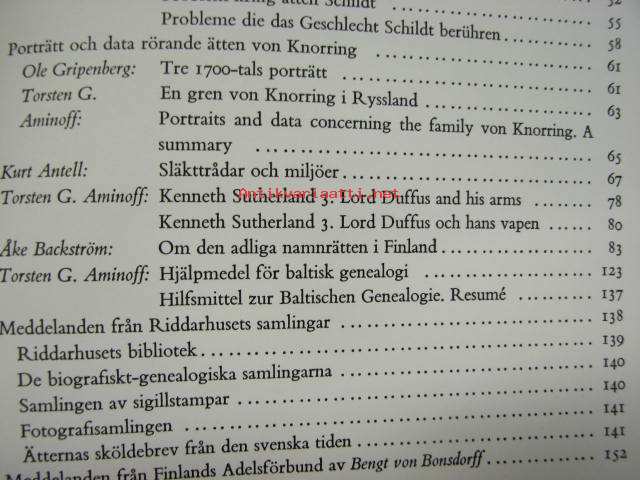 Probleme die das Geschlecht Schildt berühren 55
Porträtt och data rörande ätten von Knorring 58
Ole Gripenberg: Tre 1700-tals porträtt 61
Torsten G. En gren von Knorring i Ryssland 61
Aminoff: Portraits and data concerning the family von Knorring. A 63
summary 65
Kurt Antell: Släkttrådar och miljöer 67
Antikvariaatti.net
Torsten G. Aminoff: Kenneth Sutherland 3. Lord Duffus and his arms 78
Kenneth Sutherland 3. Lord Duffus och hans vapen 80
Åke Backström: Om den adliga namnrätten i Finland 83
Torsten G. Aminoff: Hjälpmedel för baltisk genealogi 123
Hilfsmittel zur Baltischen Genealogie. Resumé 137
Meddelanden från Riddarhusets samlingar 138
Riddarhusets bibliotek 139
De biografiskt-genealogiska samlingarna 140
Samlingen av sigillstampar 140
Fotografisamlingen 141
Ätternas sköldebrev från den svenska tiden 141
Meddelanden från Finlands Adelsförbund av Bengt von Bonsdorff 152